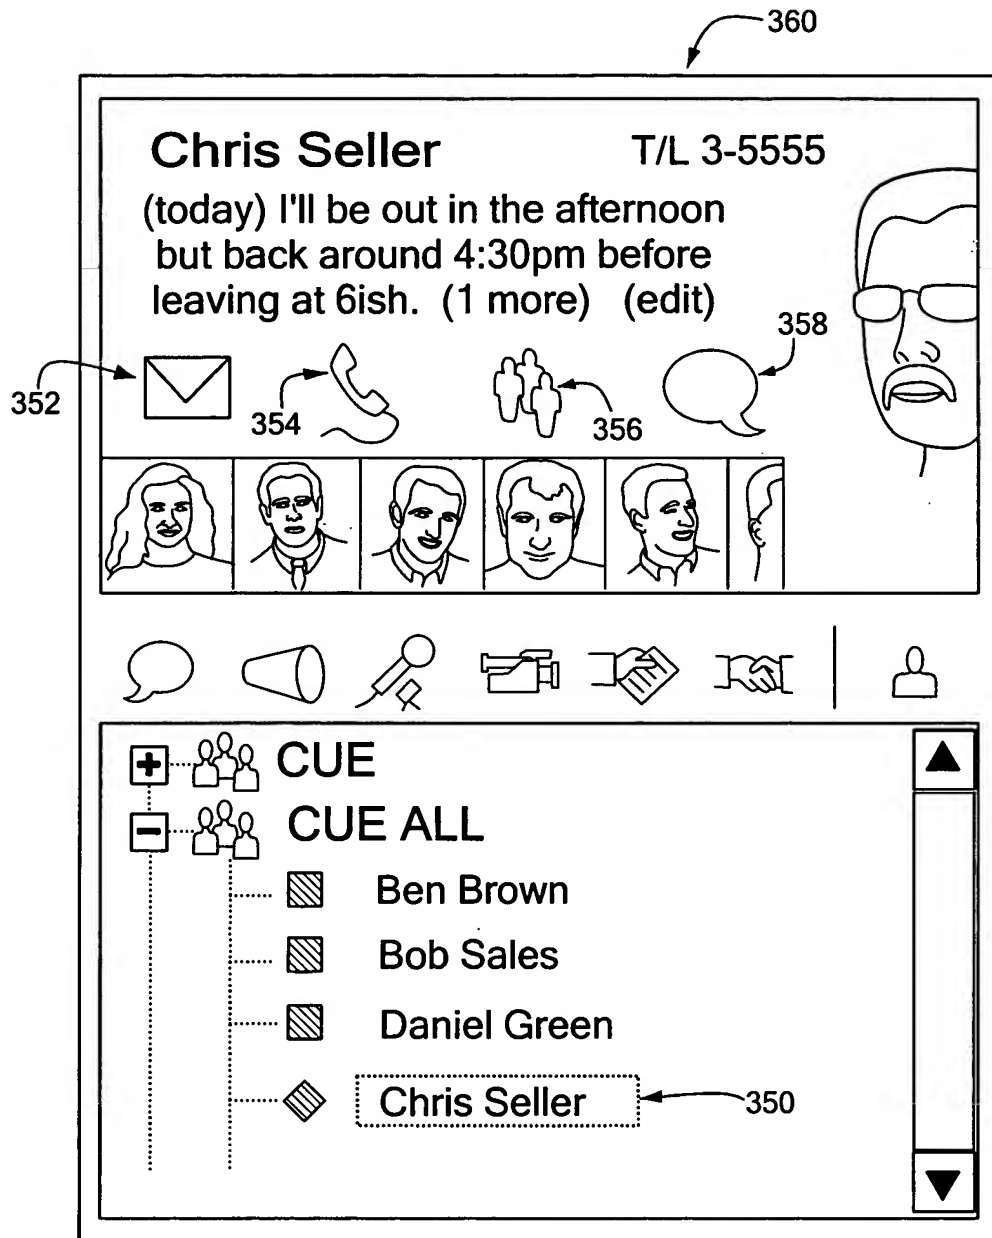 360
Chris Seller T/L 3-5555
(today) I'll be out in the afternoon
but back around 4:30pm before
leaving at 6ish. (1 more) (edit)
358
352
354
356
CUE
CUE ALL
Ben Brown
Bob Sales
Daniel Green
Chris Seller
350